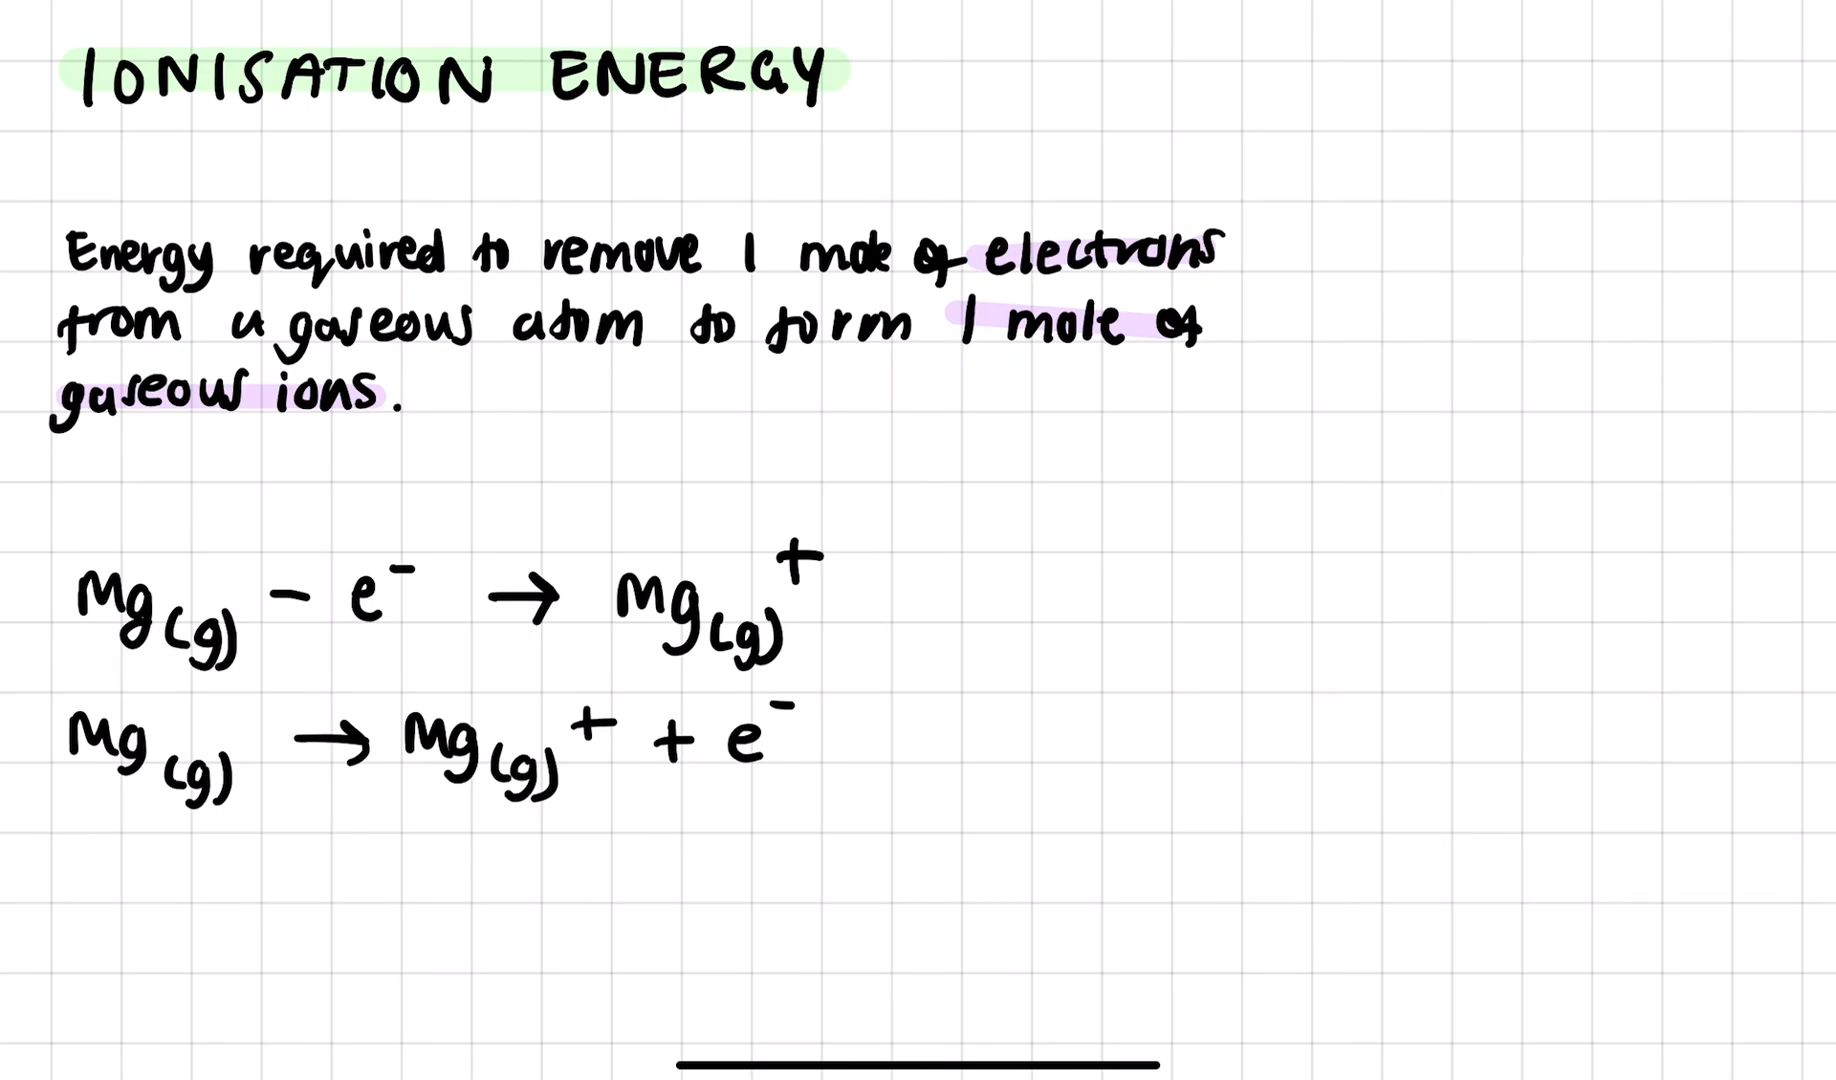 IONISATION ENERGY
Energy required to remove 1 mole of electrons
from a gaseous atom to form 1 mole of
gaseous ions.
Mg(g) - e⁻ → Mg(g)⁺
Mg(g) → Mg(g)⁺ + e⁻